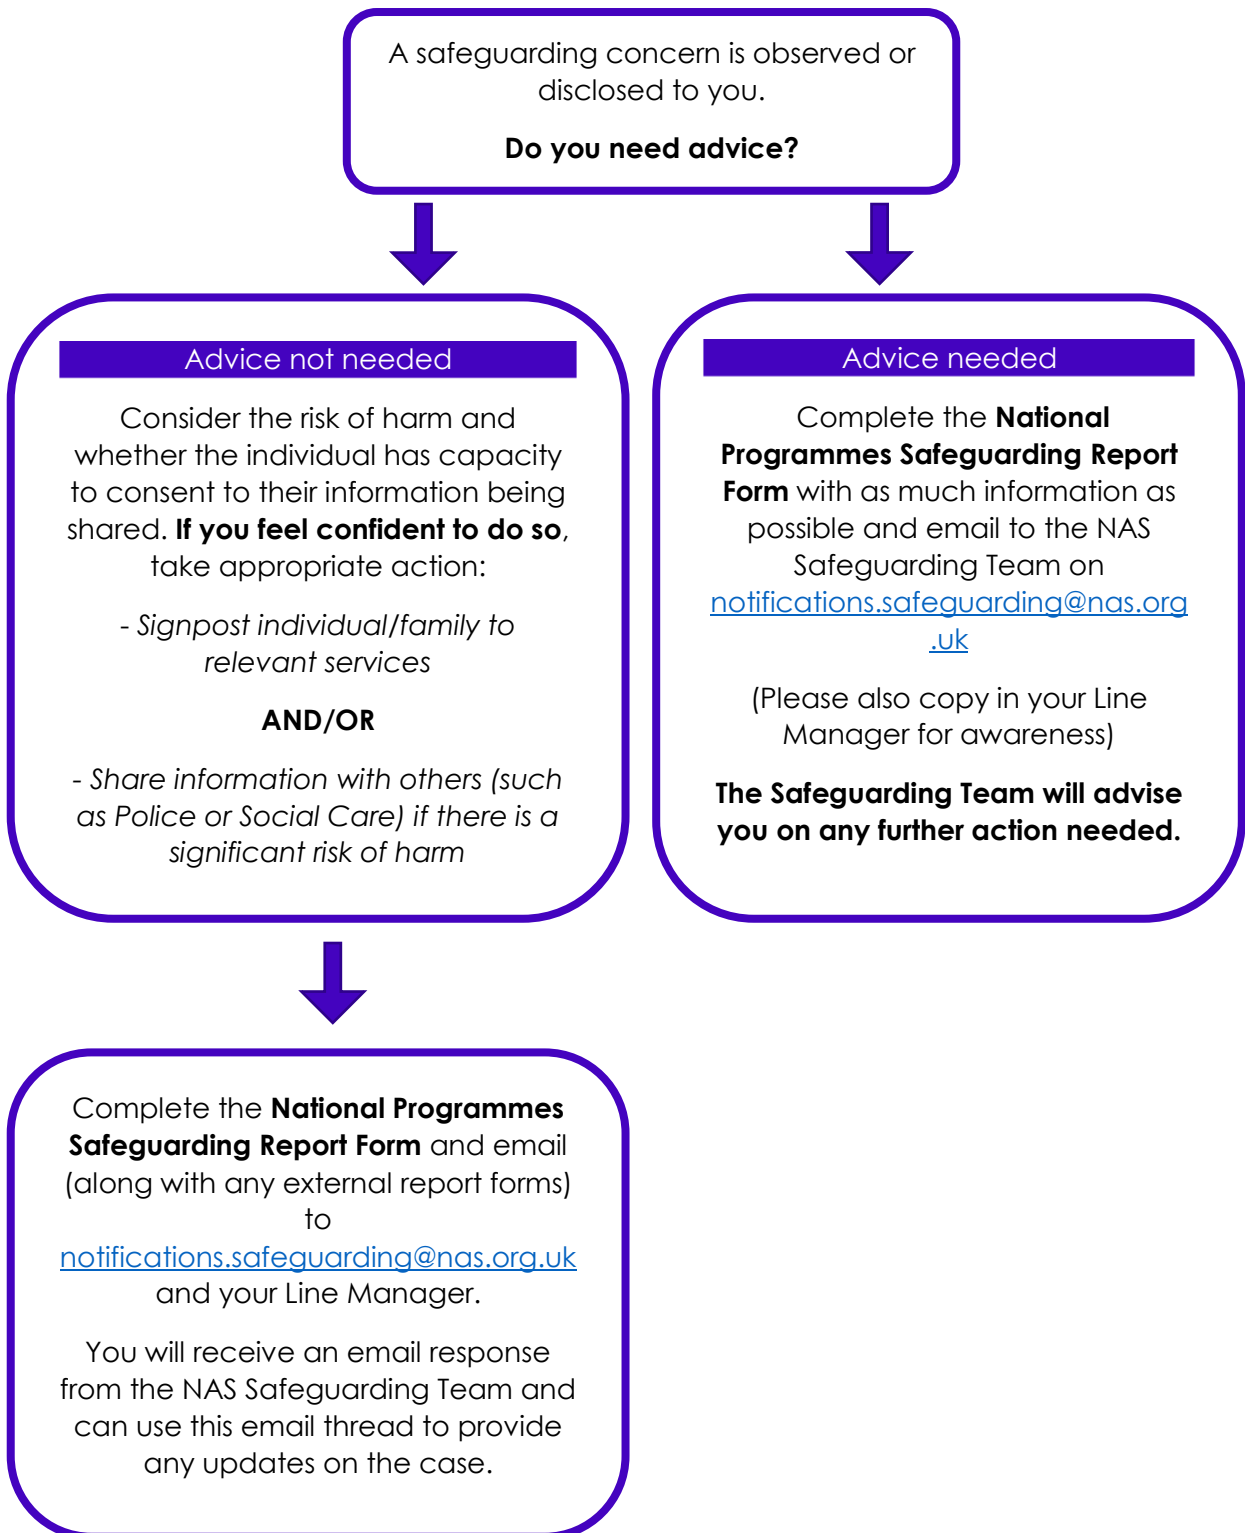 A safeguarding concern is observed or
disclosed to you.
Do you need advice?
Advice not needed
Consider the risk of harm and
whether the individual has capacity
to consent to their information being
shared. If you feel confident to do so,
take appropriate action:
- Signpost individual/family to
relevant services
AND/OR
- Share information with others (such
as Police or Social Care) if there is a
significant risk of harm
Advice needed
Complete the National
Programmes Safeguarding Report
Form with as much information as
possible and email to the NAS
Safeguarding Team on
notifications.safeguarding@nas.org
.uk
(Please also copy in your Line
Manager for awareness)
The Safeguarding Team will advise
you on any further action needed.
Complete the National Programmes
Safeguarding Report Form and email
(along with any external report forms)
to
notifications.safeguarding@nas.org.uk
and your Line Manager.
You will receive an email response
from the NAS Safeguarding Team and
can use this email thread to provide
any updates on the case.